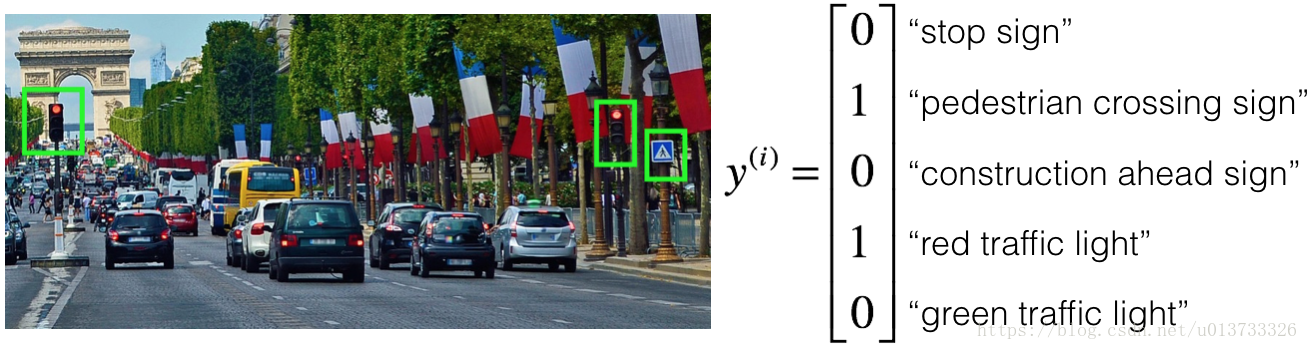 y^(i) =
0 “stop sign”
1 “pedestrian crossing sign”
0 “construction ahead sign”
1 “red traffic light”
0 “green traffic light”
https://blog.csdn.net/u013733326